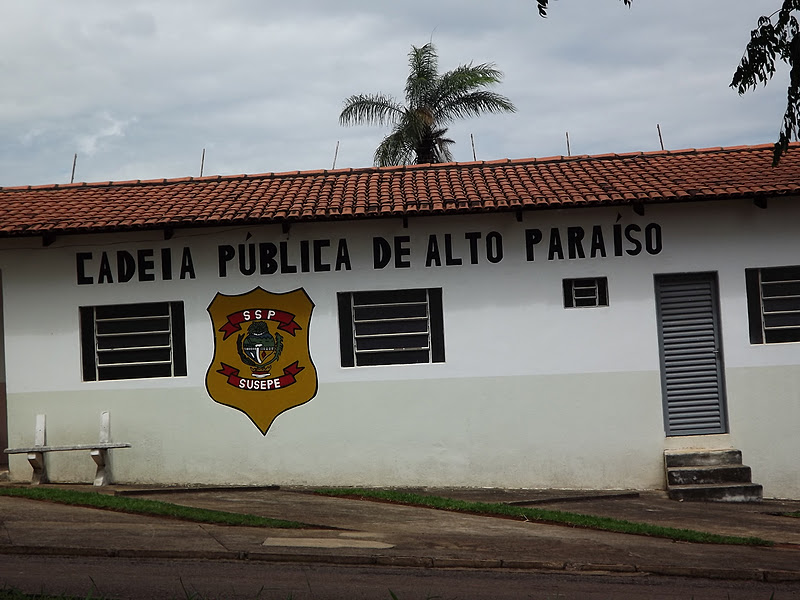 CADEIA PÚBLICA DE ALTO PARAÍSO
SSP
SUSEPE